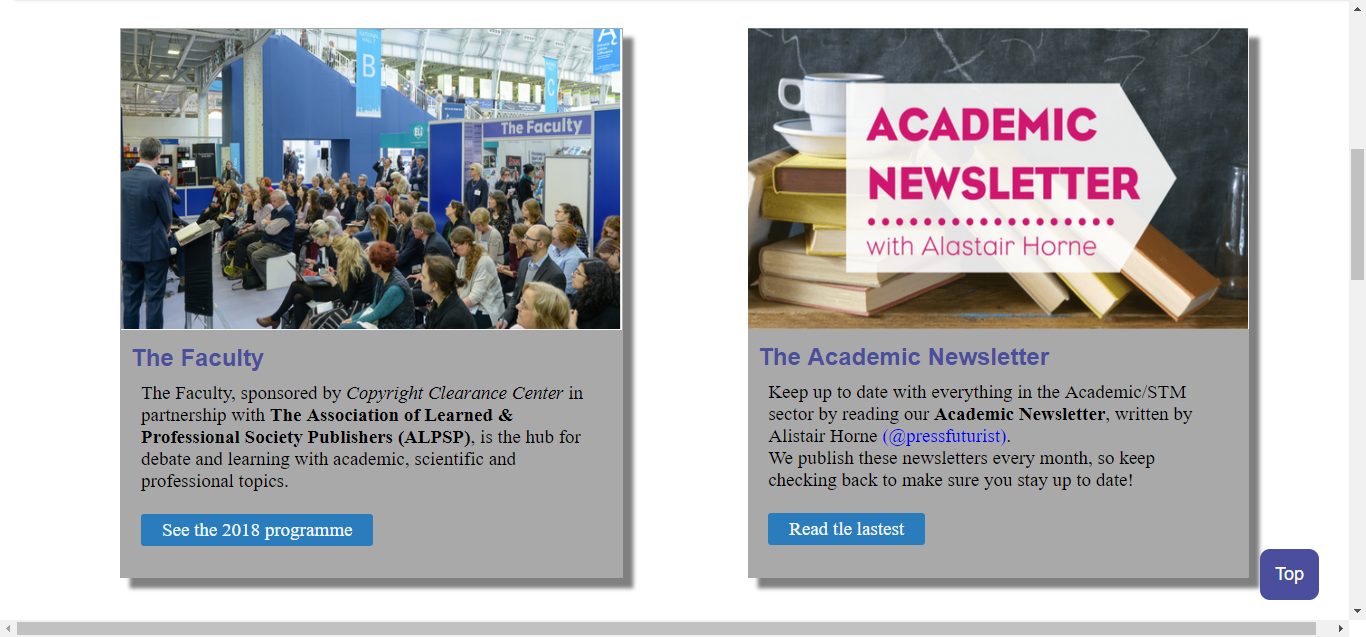 NATIONAL
HALL
B
C
A
BLI
The Faculty
ACADEMIC
NEWSLETTER
with Alastair Horne
The Faculty
The Faculty, sponsored by Copyright Clearance Center in
partnership with The Association of Learned &
Professional Society Publishers (ALPSP), is the hub for
debate and learning with academic, scientific and
professional topics.
See the 2018 programme
The Academic Newsletter
Keep up to date with everything in the Academic/STM
sector by reading our Academic Newsletter, written by
Alistair Horne (@pressfuturist).
We publish these newsletters every month, so keep
checking back to make sure you stay up to date!
Read tle lastest
Top